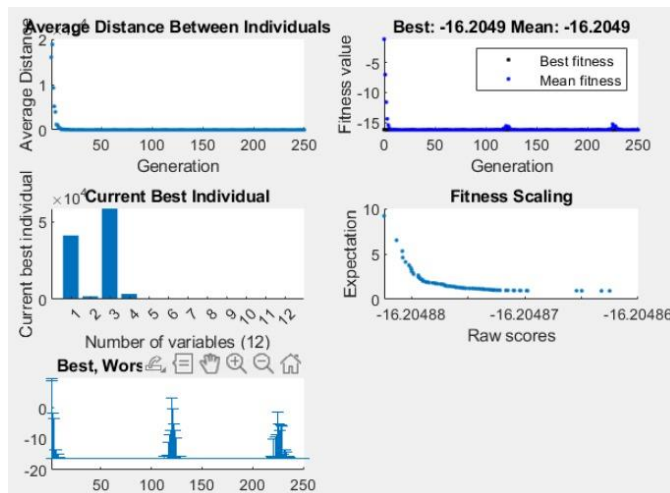 Average Distance Between Individuals
Average Distance
2
1
0
50 100 150 200 250
Generation
Best: -16.2049 Mean: -16.2049
Fitness value
-5
-10
-15
Best fitness
Mean fitness
0 50 100 150 200 250
Generation
Current Best Individual
×10⁴
Current best individual
5
0
1 2 3 4 5 6 7 8 9 10 11 12
Number of variables (12)
Fitness Scaling
Expectation
10
5
0
-16.20488 -16.20487 -16.20486
Raw scores
Best, Wors
0
-10
-20
50 100 150 200 250